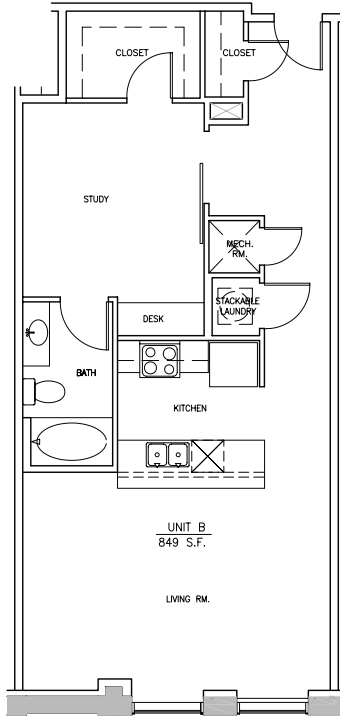 CLOSET
CLOSET
STUDY
MECH.
RM.
STACKABLE
LAUNDRY
DESK
BATH
KITCHEN
UNIT B
849 S.F.
LIVING RM.